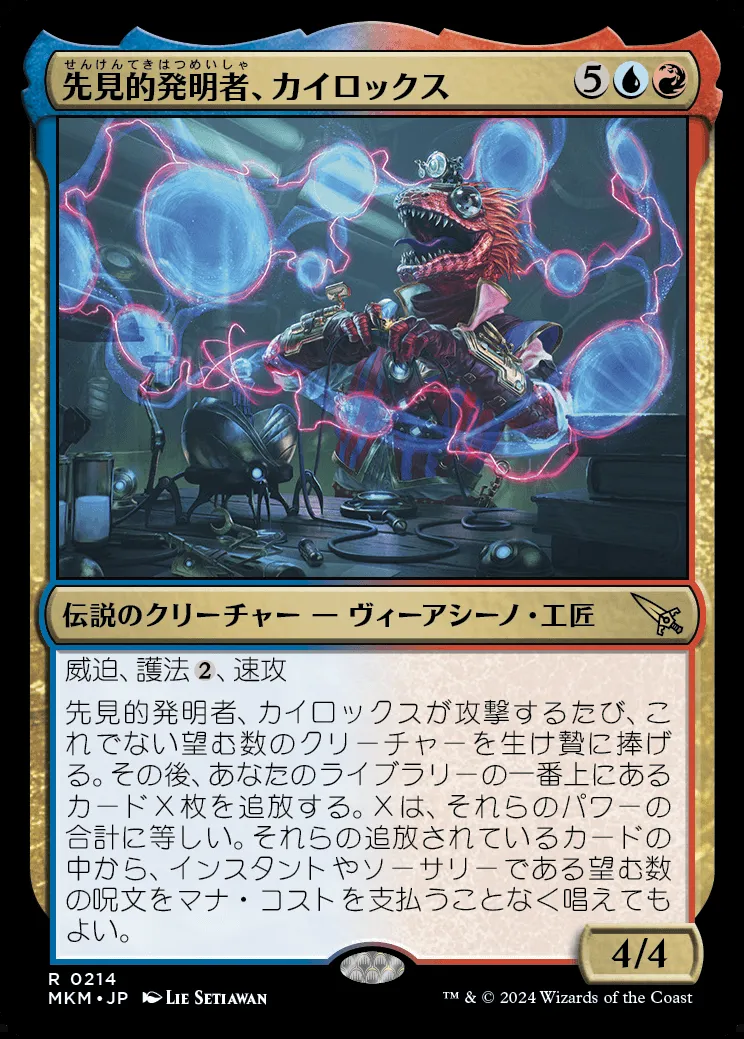 せんけんてきはつめいしゃ
先見的発明者、カイロックス
5
伝説のクリーチャー ― ヴィーアシーノ・工匠
威迫、護法2、速攻
先見的発明者、カイロックスが攻撃するたび、こ
れでない望む数のクリーチャーを生け贄に捧げ
る。その後、あなたのライブラリーの一番上にある
カードX枚を追放する。Xは、それらのパワーの
合計に等しい。それらの追放されているカードの
中から、インスタントやソーサリーである望む数
の呪文をマナ・コストを支払うことなく唱えても
よい。
4/4
R 0214
MKM • JP Lie Setiawan
™ & © 2024 Wizards of the Coast